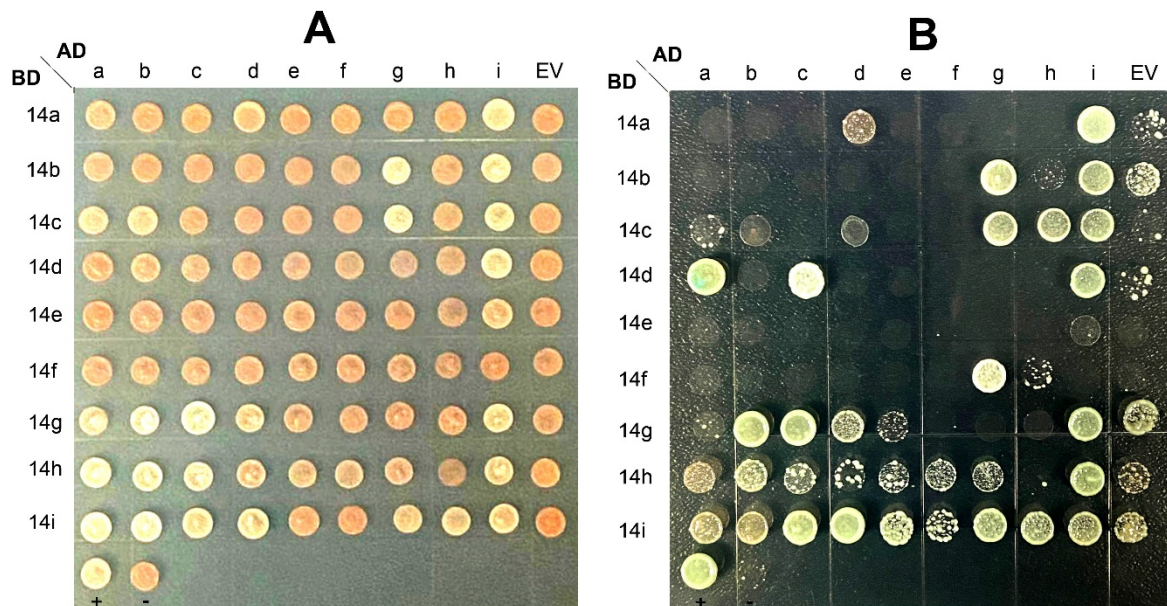 A B
AD AD
BD a b c d e f g h i EV BD a b c d e f g h i EV
14a 14a
14b 14b
14c 14c
14d 14d
14e 14e
14f 14f
14g 14g
14h 14h
14i 14i
+ - + -